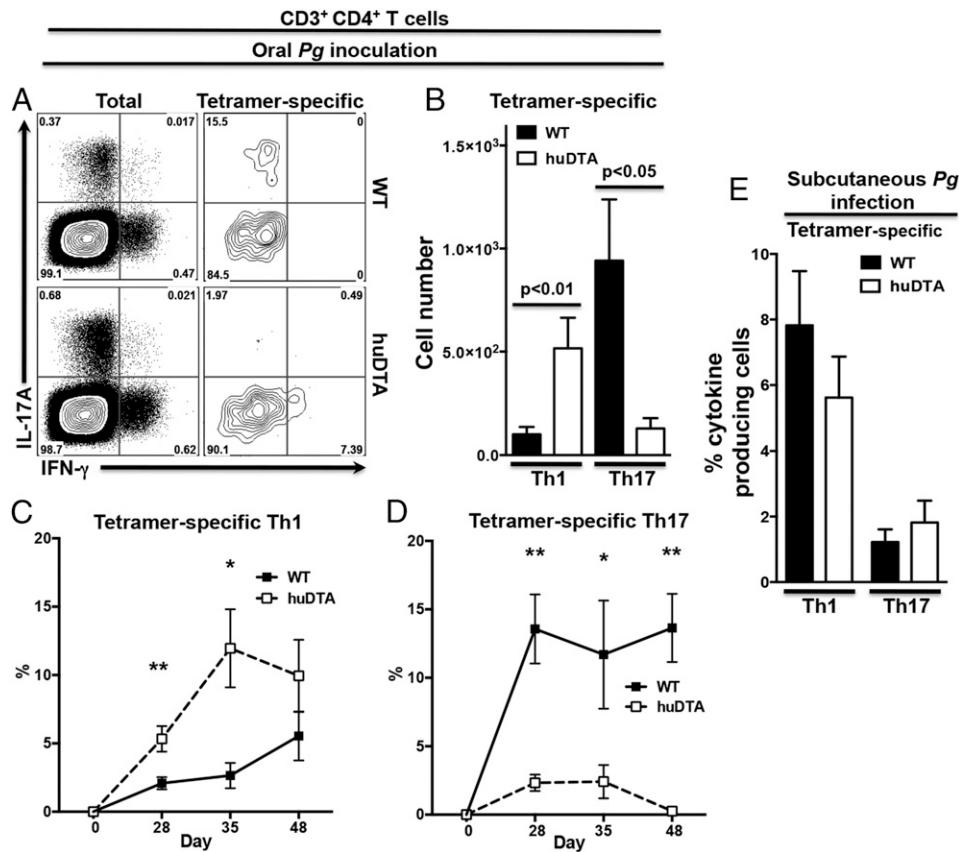 CD3⁺ CD4⁺ T cells
Oral Pg inoculation
A
Total
Tetramer-specific
0.37
0.017
15.5
0
WT
99.1
0.47
84.5
0
0.68
0.021
1.97
0.49
huDTA
98.7
0.62
90.1
7.39
IL-17A
IFN-γ
B
Tetramer-specific
WT
huDTA
1.5×10³
1.0×10³
5.0×10²
0.0
Cell number
p<0.01
p<0.05
Th1
Th17
E
Subcutaneous Pg
infection
Tetramer-specific
WT
huDTA
10
8
6
4
2
0
% cytokine
producing cells
Th1
Th17
C
Tetramer-specific Th1
20
15
10
5
0
%
WT
huDTA
**
*
0
28
35
48
Day
D
Tetramer-specific Th17
20
15
10
5
0
%
**
*
**
WT
huDTA
0
28
35
48
Day